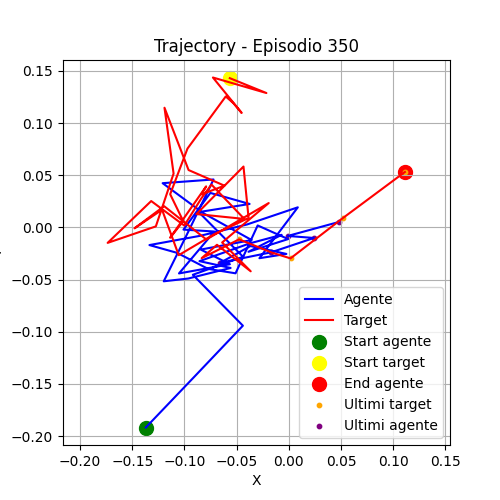 Trajectory - Episodio 350
0.15
0.10
0.05
0.00
−0.05
−0.10
−0.15
−0.20
Agente
Target
Start agente
Start target
End agente
Ultimi target
Ultimi agente
−0.20 −0.15 −0.10 −0.05 0.00 0.05 0.10 0.15
X